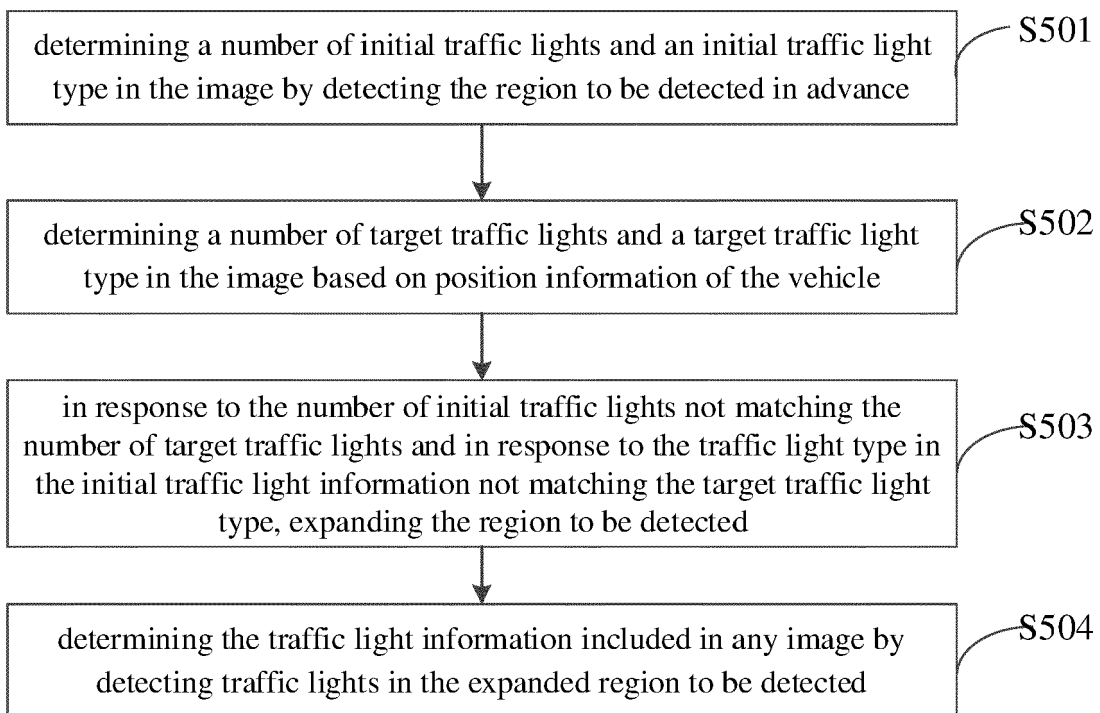 determining a number of initial traffic lights and an initial traffic light
type in the image by detecting the region to be detected in advance
S501
determining a number of target traffic lights and a target traffic light
type in the image based on position information of the vehicle
S502
in response to the number of initial traffic lights not matching the
number of target traffic lights and in response to the traffic light type in
the initial traffic light information not matching the target traffic light
type, expanding the region to be detected
S503
determining the traffic light information included in any image by
detecting traffic lights in the expanded region to be detected
S504